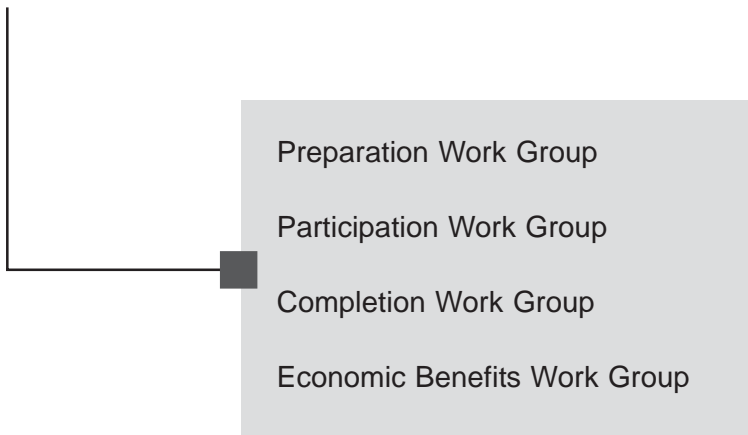 Preparation Work Group
Participation Work Group
Completion Work Group
Economic Benefits Work Group